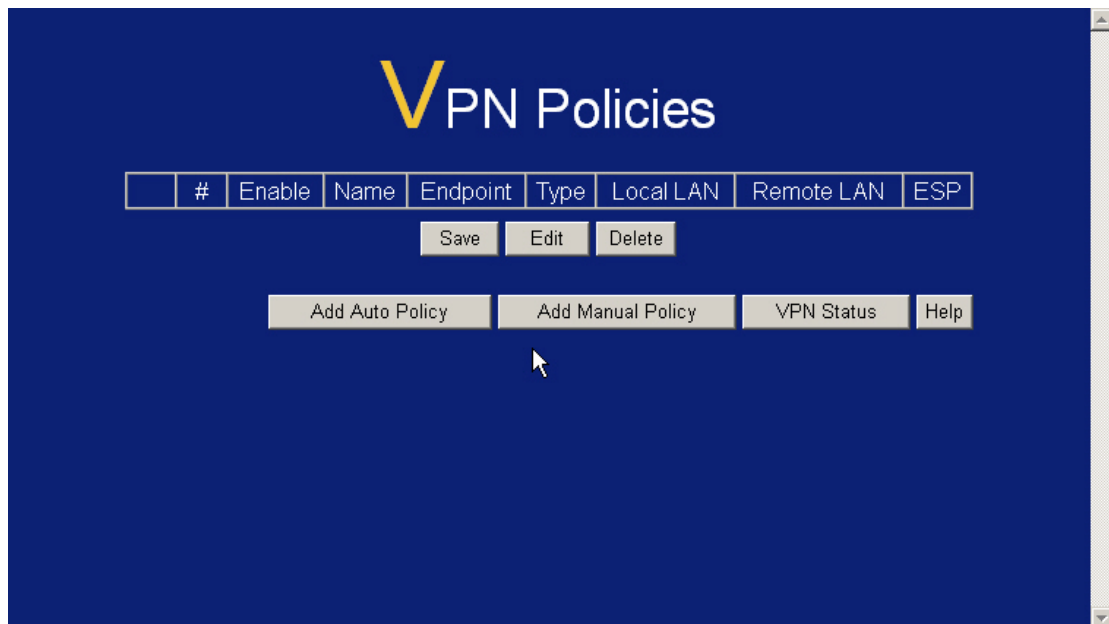 VPN Policies
# Enable Name Endpoint Type Local LAN Remote LAN ESP
Save Edit Delete
Add Auto Policy Add Manual Policy VPN Status Help